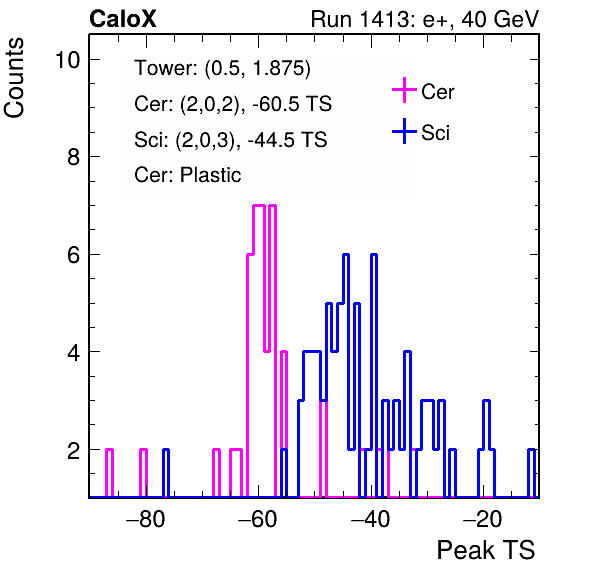 CaloX Run 1413: e+, 40 GeV
Counts
Tower: (0.5, 1.875)
Cer: (2,0,2), -60.5 TS
Sci: (2,0,3), -44.5 TS
Cer: Plastic
Cer
Sci
10
8
6
4
2
−80 −60 −40 −20
Peak TS